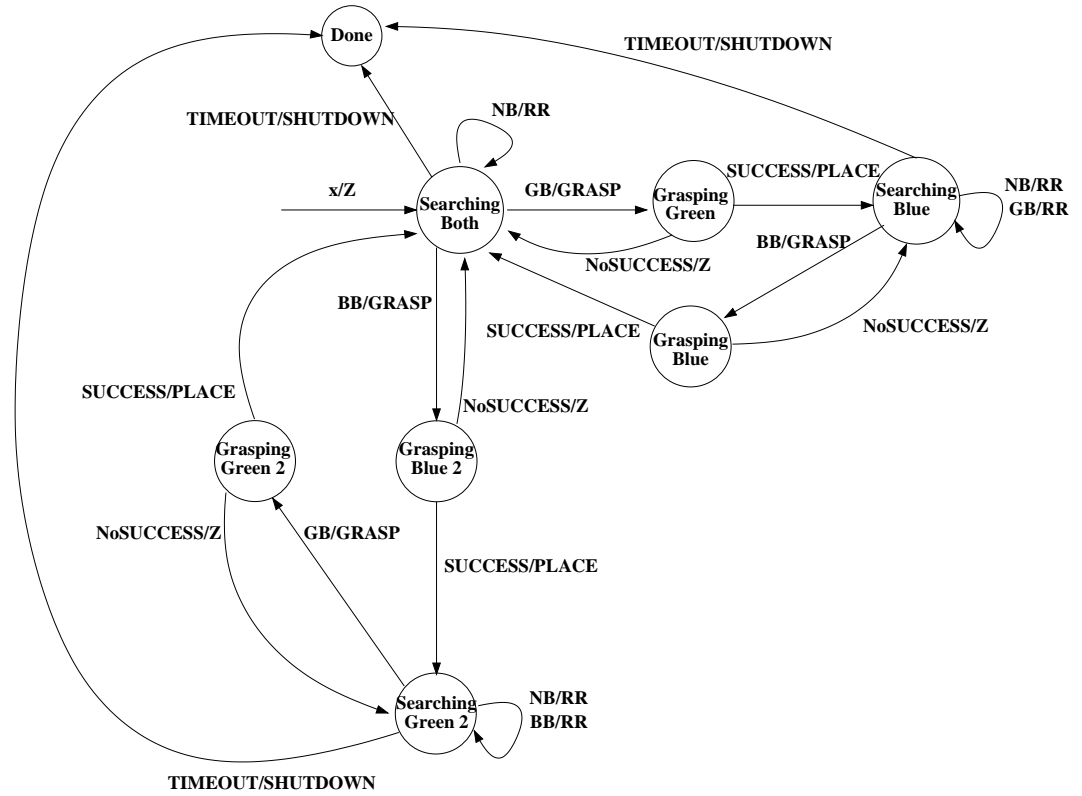 Done
TIMEOUT/SHUTDOWN
NB/RR
TIMEOUT/SHUTDOWN
x/Z
Searching
Both
GB/GRASP
Grasping
Green
SUCCESS/PLACE
Searching
Blue
NB/RR
GB/RR
BB/GRASP
NoSUCCESS/Z
BB/GRASP
SUCCESS/PLACE
Grasping
Blue
NoSUCCESS/Z
SUCCESS/PLACE
NoSUCCESS/Z
Grasping
Green 2
Grasping
Blue 2
NoSUCCESS/Z
GB/GRASP
SUCCESS/PLACE
Searching
Green 2
NB/RR
BB/RR
TIMEOUT/SHUTDOWN